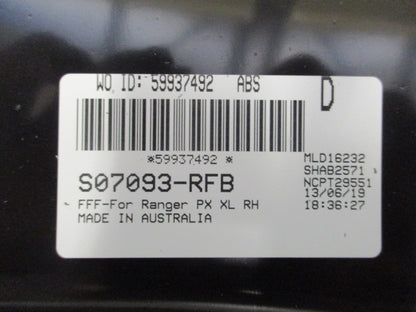 WO ID: 59937492 ABS D
*59937492 *
S07093-RFB
FFF-For Ranger PX XL RH
MADE IN AUSTRALIA
MLD16232
SHAB2571
NCPT29551
13/06/19
18:36:27